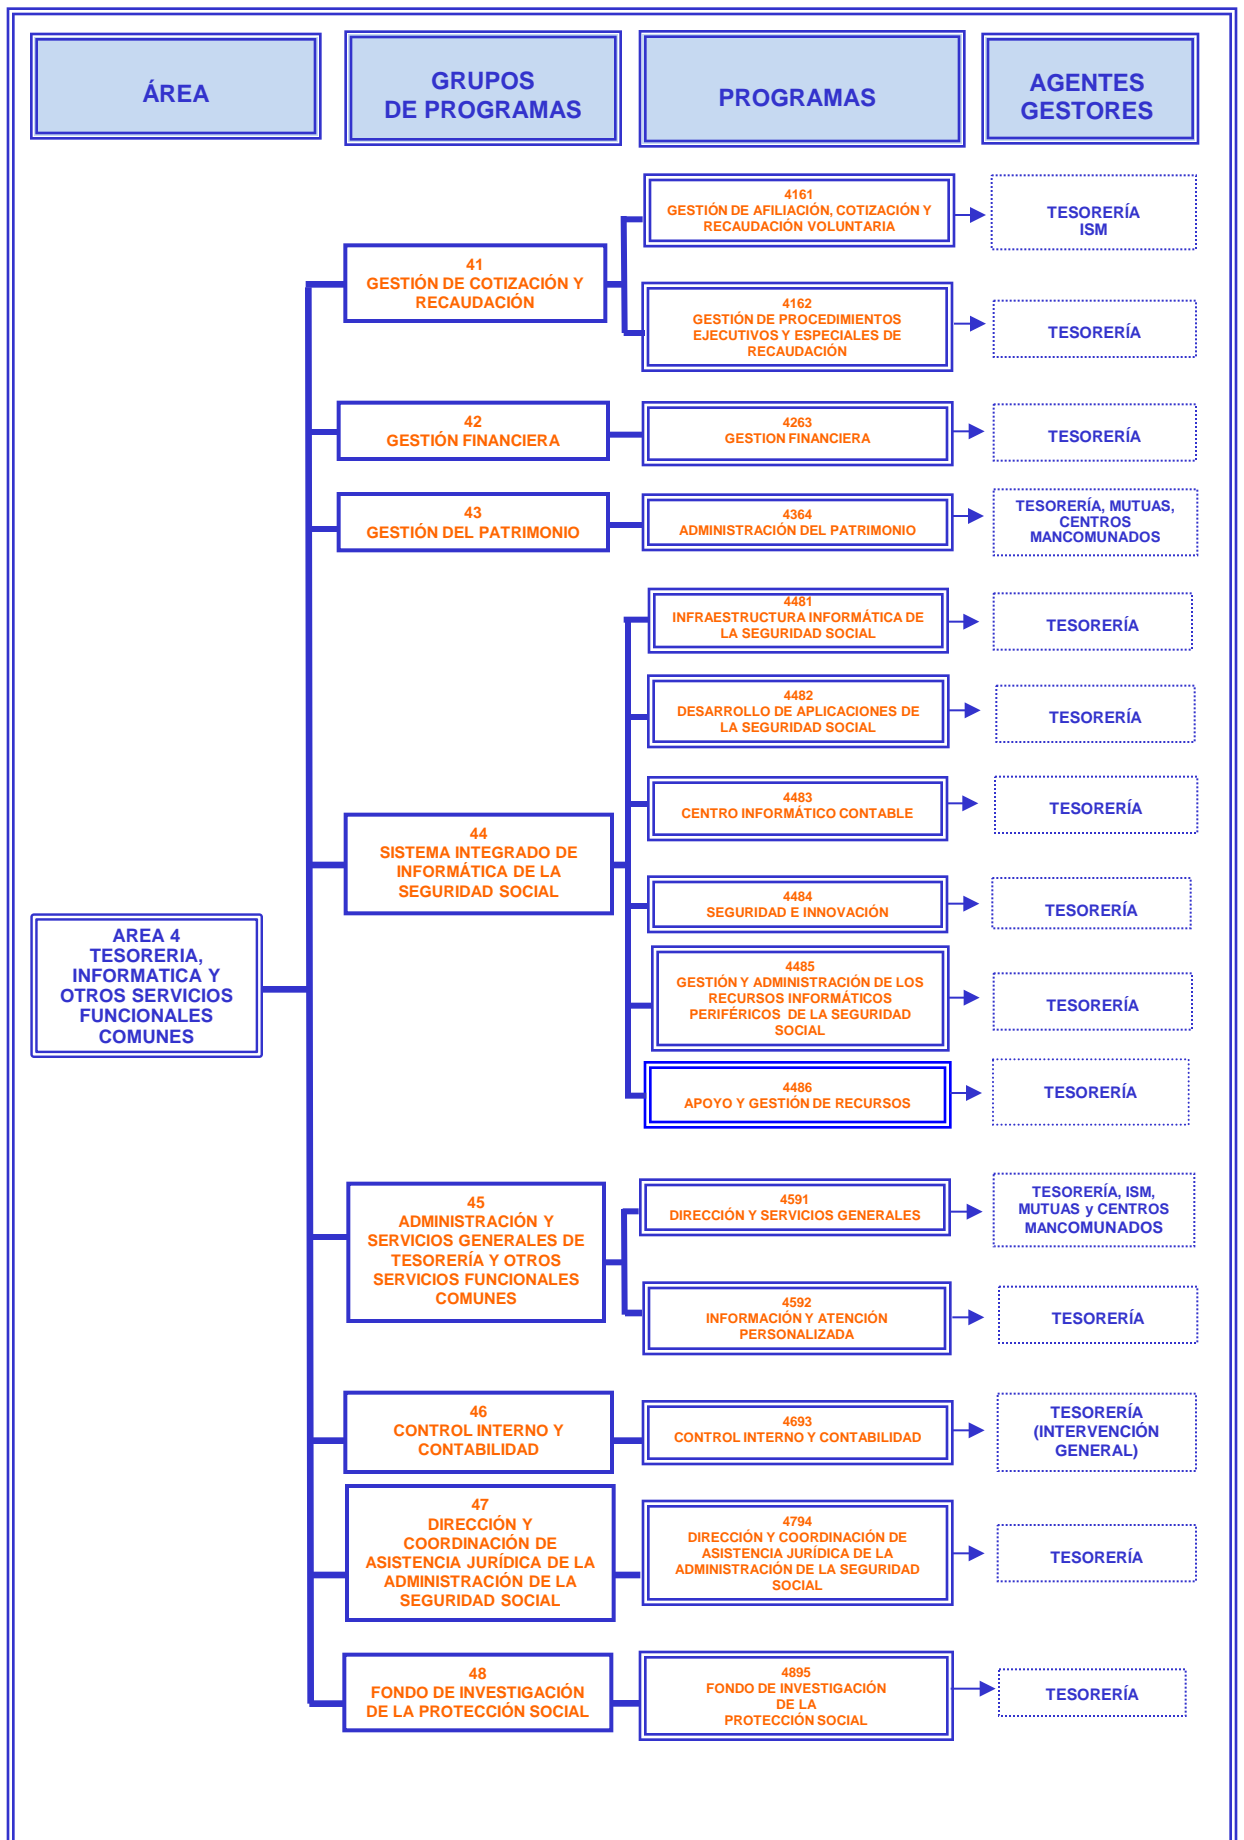 ÁREA
GRUPOS
DE PROGRAMAS
PROGRAMAS
AGENTES
GESTORES
4161
GESTIÓN DE AFILIACIÓN, COTIZACIÓN Y
RECAUDACIÓN VOLUNTARIA
TESORERÍA
ISM
41
GESTIÓN DE COTIZACIÓN Y
RECAUDACIÓN
4162
GESTIÓN DE PROCEDIMIENTOS
EJECUTIVOS Y ESPECIALES DE
RECAUDACIÓN
TESORERÍA
42
GESTIÓN FINANCIERA
4263
GESTION FINANCIERA
TESORERÍA
43
GESTIÓN DEL PATRIMONIO
4364
ADMINISTRACIÓN DEL PATRIMONIO
TESORERÍA, MUTUAS,
CENTROS
MANCOMUNADOS
4481
INFRAESTRUCTURA INFORMÁTICA DE
LA SEGURIDAD SOCIAL
TESORERÍA
4482
DESARROLLO DE APLICACIONES DE
LA SEGURIDAD SOCIAL
TESORERÍA
4483
CENTRO INFORMÁTICO CONTABLE
TESORERÍA
44
SISTEMA INTEGRADO DE
INFORMÁTICA DE LA
SEGURIDAD SOCIAL
4484
SEGURIDAD E INNOVACIÓN
TESORERÍA
AREA 4
TESORERIA,
INFORMATICA Y
OTROS SERVICIOS
FUNCIONALES
COMUNES
4485
GESTIÓN Y ADMINISTRACIÓN DE LOS
RECURSOS INFORMÁTICOS
PERIFÉRICOS DE LA SEGURIDAD
SOCIAL
TESORERÍA
4486
APOYO Y GESTIÓN DE RECURSOS
TESORERÍA
45
ADMINISTRACIÓN Y
SERVICIOS GENERALES DE
TESORERÍA Y OTROS
SERVICIOS FUNCIONALES
COMUNES
4591
DIRECCIÓN Y SERVICIOS GENERALES
TESORERÍA, ISM,
MUTUAS y CENTROS
MANCOMUNADOS
4592
INFORMACIÓN Y ATENCIÓN
PERSONALIZADA
TESORERÍA
46
CONTROL INTERNO Y
CONTABILIDAD
4693
CONTROL INTERNO Y CONTABILIDAD
TESORERÍA
(INTERVENCIÓN
GENERAL)
47
DIRECCIÓN Y
COORDINACIÓN DE
ASISTENCIA JURÍDICA DE LA
ADMINISTRACIÓN DE LA
SEGURIDAD SOCIAL
4794
DIRECCIÓN Y COORDINACIÓN DE
ASISTENCIA JURÍDICA DE LA
ADMINISTRACIÓN DE LA SEGURIDAD
SOCIAL
TESORERÍA
48
FONDO DE INVESTIGACIÓN
DE LA PROTECCIÓN SOCIAL
4895
FONDO DE INVESTIGACIÓN
DE LA
PROTECCIÓN SOCIAL
TESORERÍA